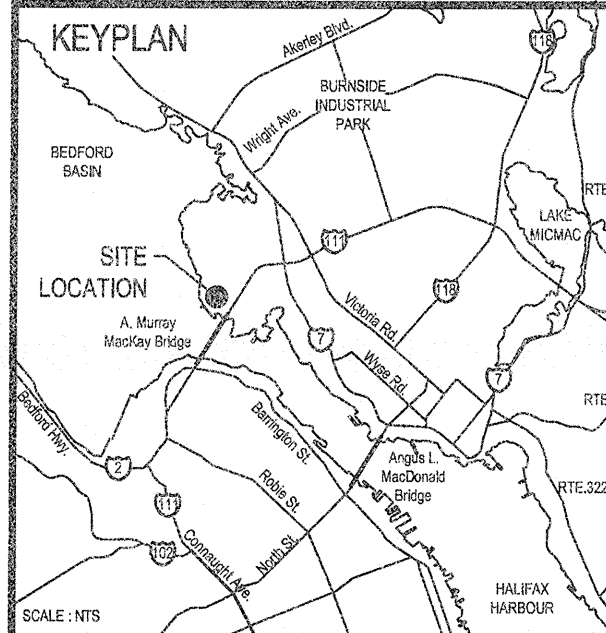 KEYPLAN
Akerley Blvd.
118
BURNSIDE
INDUSTRIAL
PARK
Wright Ave.
BEDFORD
BASIN
RTE
LAKE
MICMAC
111
SITE
LOCATION
118
Victoria Rd.
A. Murray
MacKay Bridge
7
Wyse Rd.
7
Bedford Hwy.
Barrington St.
RTE
2
Angus L.
MacDonald
Bridge
Robie St.
RTE.322
111
North St.
102
Connaught Ave.
HALIFAX
HARBOUR
SCALE : NTS